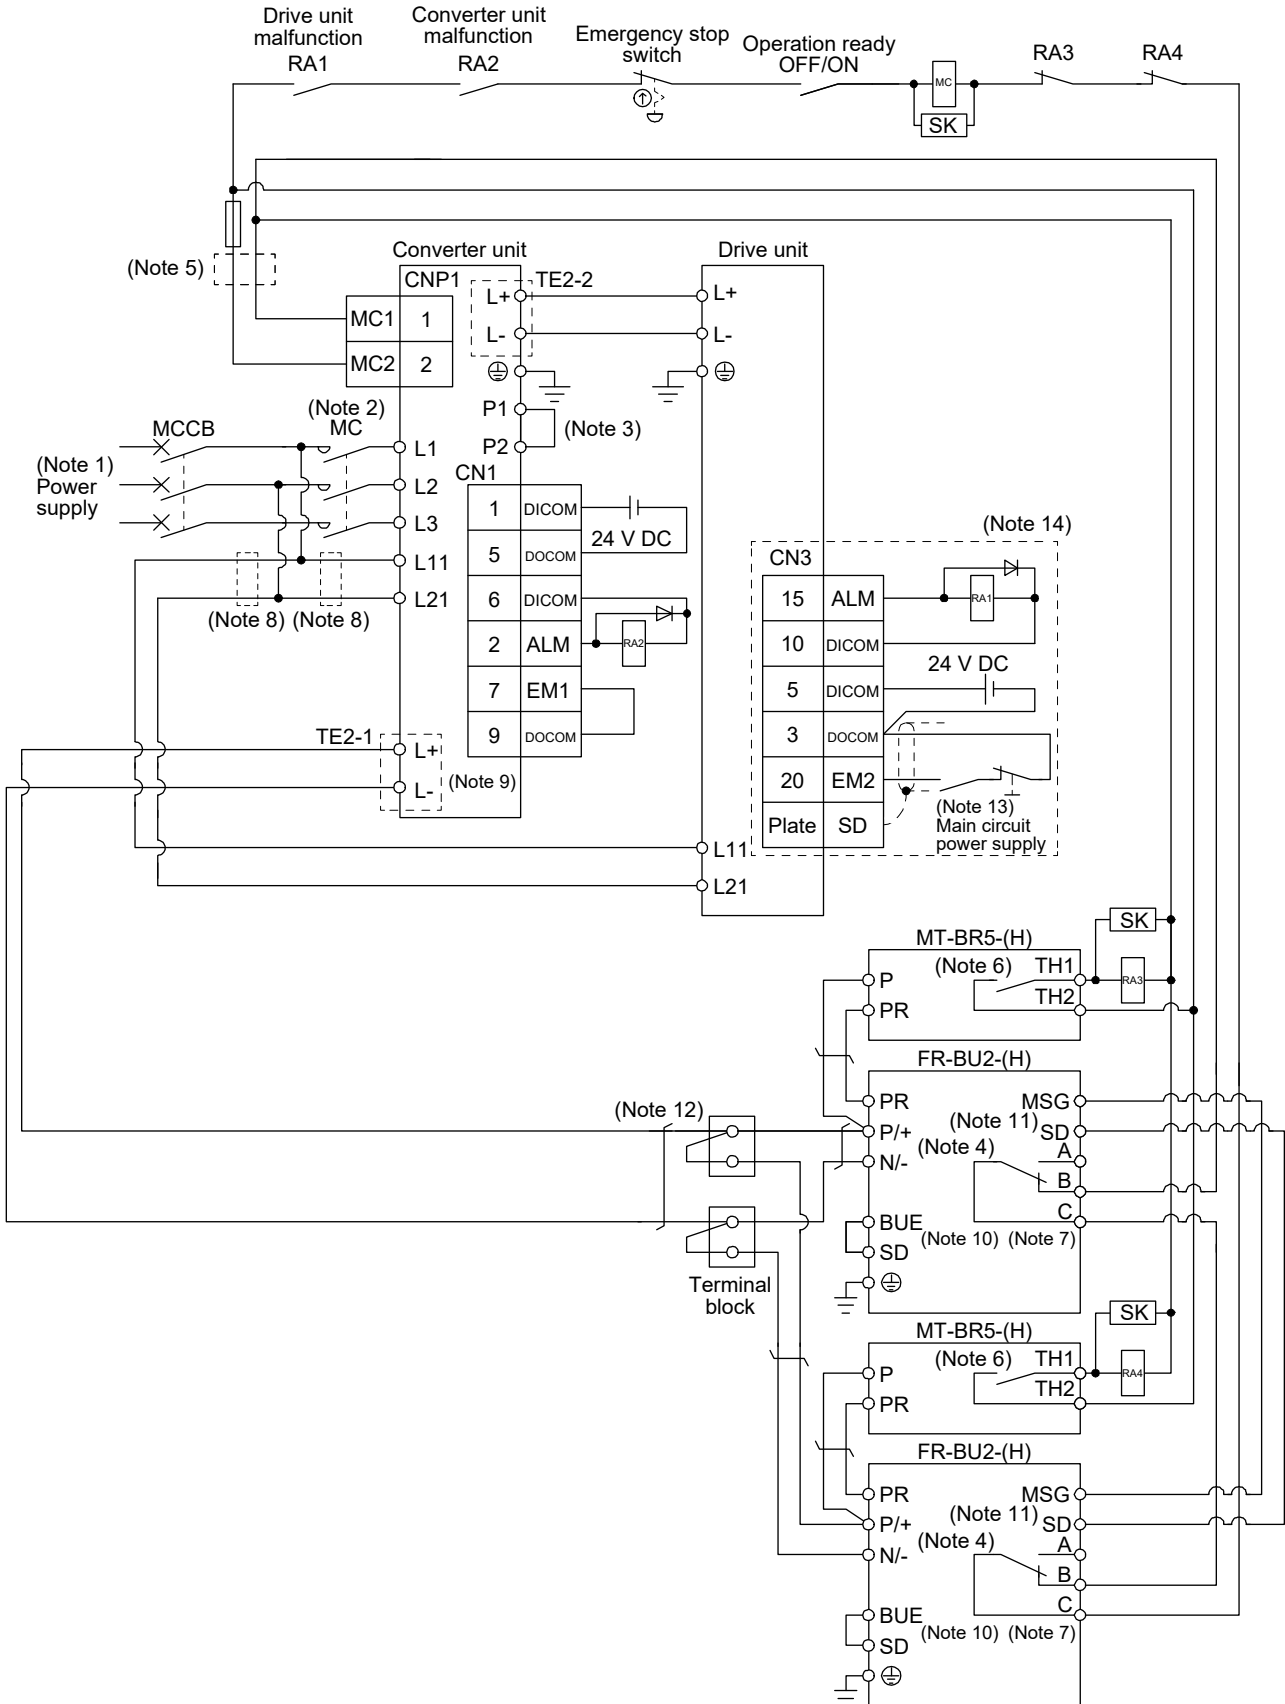 Drive unit
malfunction
RA1
Converter unit
malfunction
RA2
Emergency stop
switch
Operation ready
OFF/ON
MC
SK
RA3
RA4
(Note 5)
Converter unit
CNP1
MC1 1
MC2 2
L+
L-
TE2-2
P1
P2
(Note 3)
Drive unit
L+
L-
(Note 1)
Power
supply
MCCB
(Note 2)
MC
L1
L2
L3
L11
L21
(Note 8) (Note 8)
CN1
1 DICOM
5 DOCOM
24 V DC
6 DICOM
2 ALM
RA2
7 EM1
9 DOCOM
TE2-1
L+
L-
(Note 9)
(Note 14)
CN3
15 ALM
RA1
10 DICOM
24 V DC
5 DICOM
3 DOCOM
20 EM2
Plate SD
(Note 13)
Main circuit
power supply
L11
L21
SK
MT-BR5-(H)
P
PR
(Note 6)
TH1
TH2
RA3
FR-BU2-(H)
PR
P/+
N/-
BUE
SD
MSG
(Note 11) SD
(Note 4)
A
B
C
(Note 10) (Note 7)
(Note 12)
Terminal
block
SK
MT-BR5-(H)
P
PR
(Note 6)
TH1
TH2
RA4
FR-BU2-(H)
PR
P/+
N/-
BUE
SD
MSG
(Note 11) SD
(Note 4)
A
B
C
(Note 10) (Note 7)